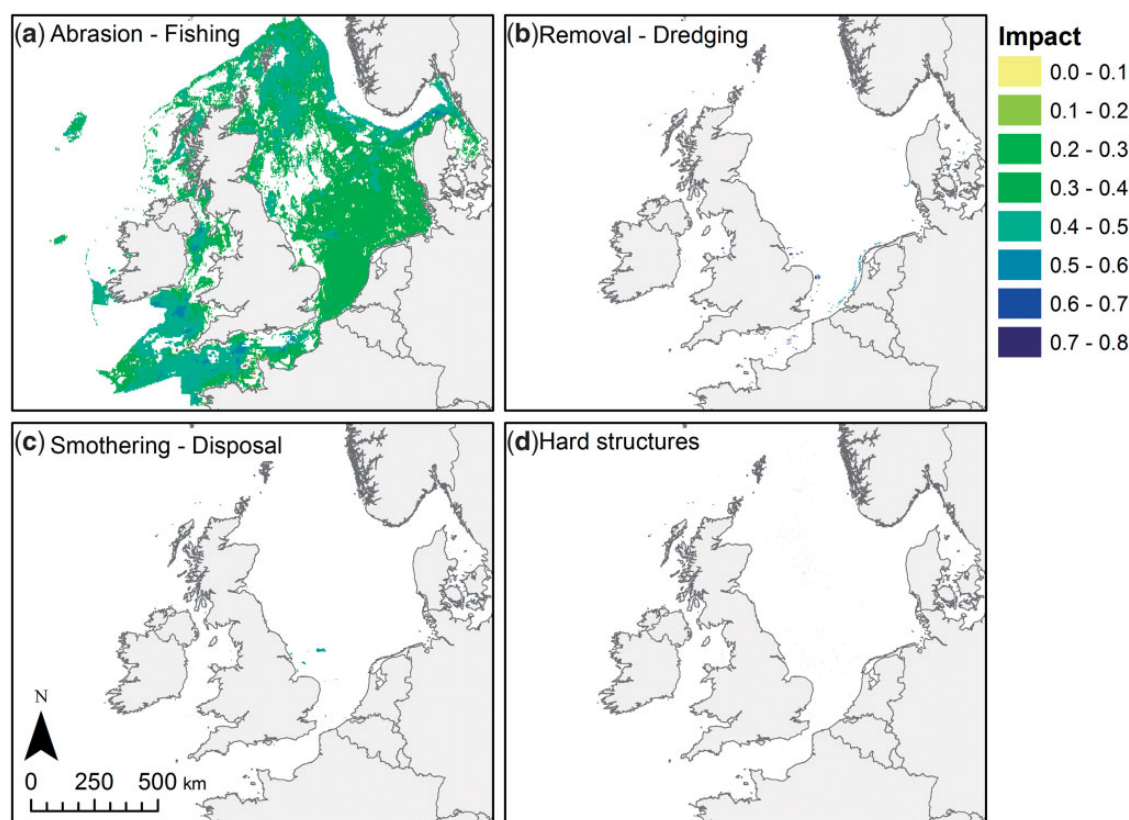 (a) Abrasion - Fishing
(b) Removal - Dredging
Impact
0.0 - 0.1
0.1 - 0.2
0.2 - 0.3
0.3 - 0.4
0.4 - 0.5
0.5 - 0.6
0.6 - 0.7
0.7 - 0.8
(c) Smothering - Disposal
(d) Hard structures
N
0 250 500 km